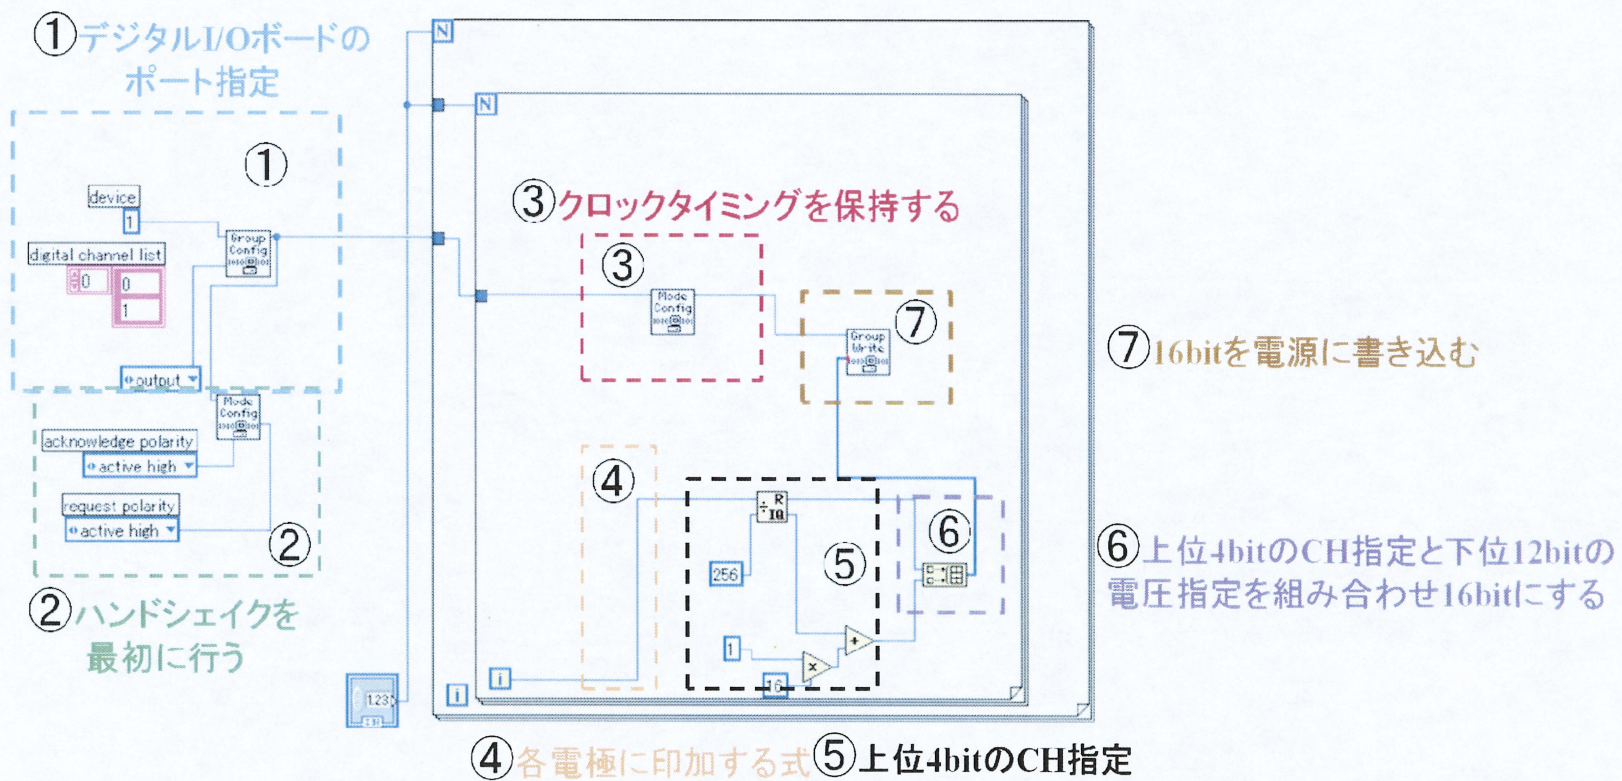 ①デジタルI/Oボードの
ポート指定
N
N
①
device
1
Group
Config
digital channel list
0
0
1
output
③クロックタイミングを保持する
③
Mode
Config
⑦
Group
Write
⑦16bitを電源に書き込む
Mode
Config
acknowledge polarity
active high
request polarity
active high
②
②ハンドシェイクを
最初に行う
④
÷R
IQ
256
⑤
⑥
1
+
×
16
⑥上位4bitのCH指定と下位12bitの
電圧指定を組み合わせ16bitにする
i
i
1.23
④各電極に印加する式
⑤上位4bitのCH指定